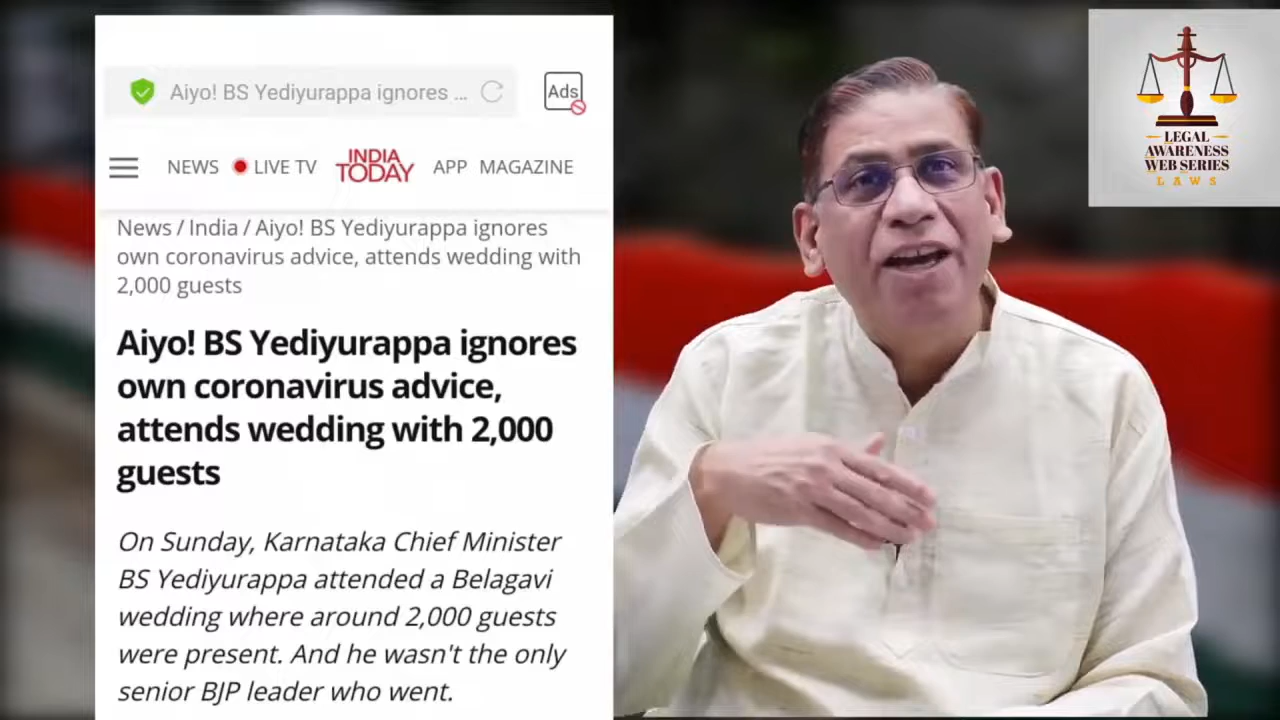 Aiyo! BS Yediyurappa ignores ...
Ads
NEWS LIVE TV INDIA TODAY APP MAGAZINE
News / India / Aiyo! BS Yediyurappa ignores
own coronavirus advice, attends wedding with
2,000 guests
Aiyo! BS Yediyurappa ignores
own coronavirus advice,
attends wedding with 2,000
guests
On Sunday, Karnataka Chief Minister
BS Yediyurappa attended a Belagavi
wedding where around 2,000 guests
were present. And he wasn't the only
senior BJP leader who went.
LEGAL
AWARENESS
WEB SERIES
LAWS